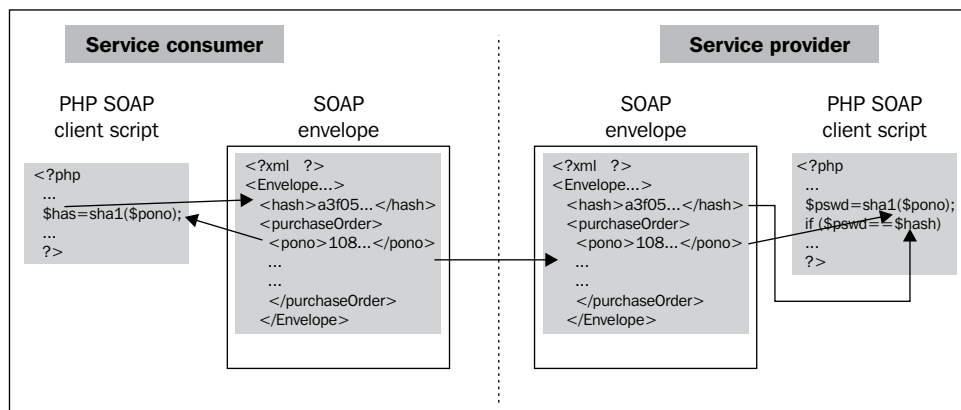 Service consumer
Service provider
PHP SOAP
client script
<?php
...
$has=sha1($pono);
...
?>
SOAP
envelope
<?xml ?>
<Envelope...>
<hash>a3f05...</hash>
<purchaseOrder>
<pono>108...</pono>
...
...
</purchaseOrder>
</Envelope>
SOAP
envelope
<?xml ?>
<Envelope...>
<hash>a3f05...</hash>
<purchaseOrder>
<pono>108...</pono>
...
...
</purchaseOrder>
</Envelope>
PHP SOAP
client script
<?php
...
$pswd=sha1($pono);
if ($pswd==$hash)
...
?>